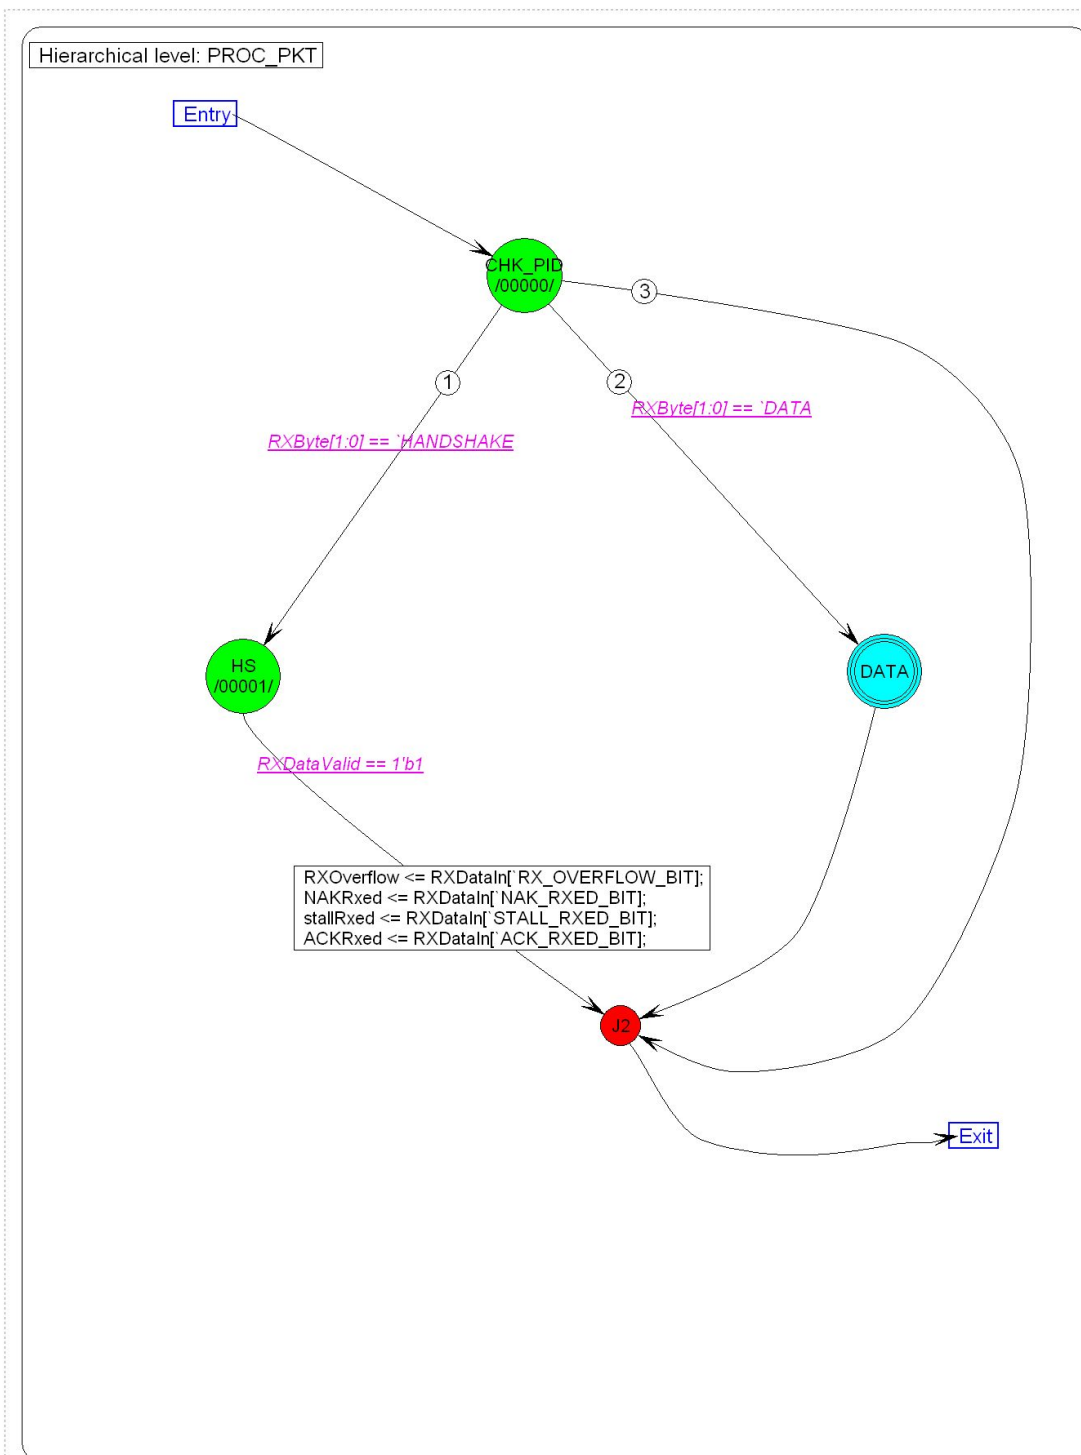 Hierarchical level: PROC_PKT
Entry
CHK_PID
/00000/
3
1
2
RXByte[1:0] == `DATA
RXByte[1:0] == `HANDSHAKE
HS
/00001/
DATA
RXDataValid == 1'b1
RXOverflow <= RXDataIn[`RX_OVERFLOW_BIT];
NAKRxed <= RXDataIn[`NAK_RXED_BIT];
stallRxed <= RXDataIn[`STALL_RXED_BIT];
ACKRxed <= RXDataIn[`ACK_RXED_BIT];
J2
Exit